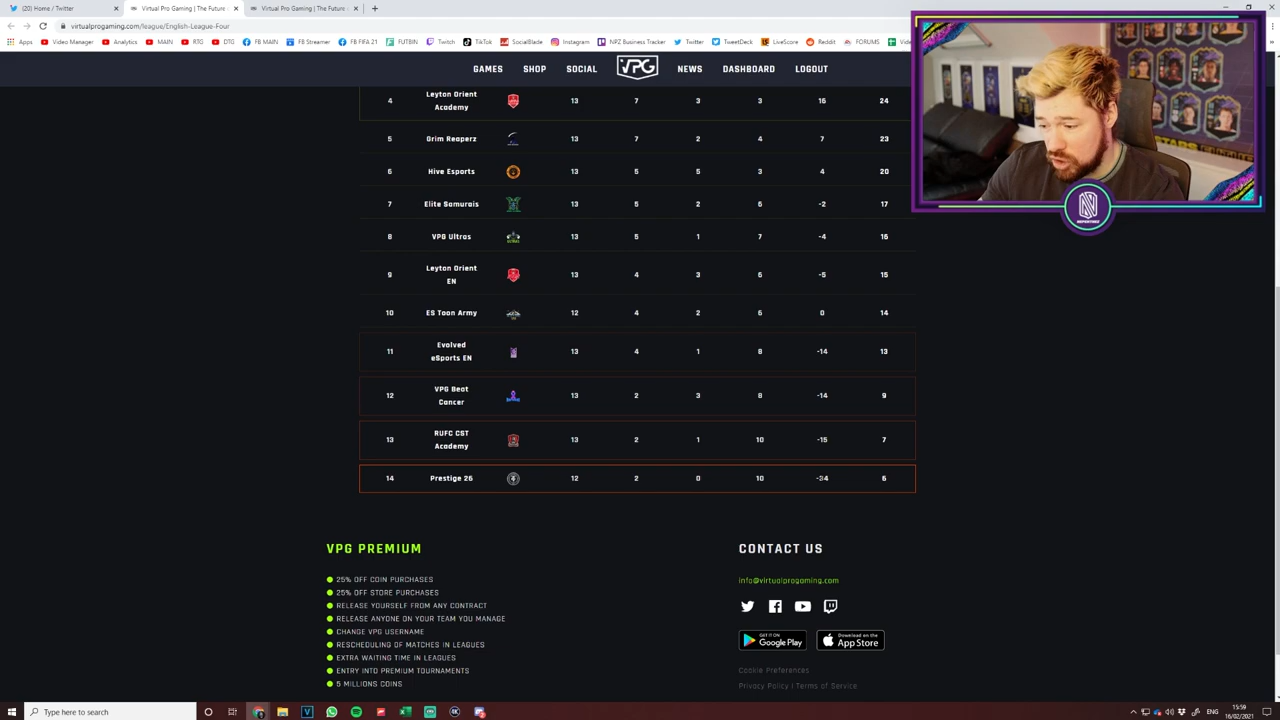 (20) Home / Twitter
Virtual Pro Gaming | The Future
Virtual Pro Gaming | The Future
virtualprogaming.com/league/English-League-Four
Apps Video Manager Analytics MAIN RTG DTG FB MAIN FB Streamer FB FIFA 21 FUTBIN Twitch TikTok SocialBlade Instagram NPZ Business Tracker Twitter TweetDeck LiveScore Reddit FORUMS
GAMES SHOP SOCIAL VPG NEWS DASHBOARD LOGOUT
4 Leyton Orient Academy 13 7 3 3 16 24
5 Grim Reaperz 13 7 2 4 7 23
6 Hive Esports 13 5 5 3 4 20
7 Elite Samurais 13 5 2 6 -2 17
8 VPG Ultras 13 5 1 7 -4 16
9 Leyton Orient EN 13 4 3 6 -5 15
10 ES Toon Army 12 4 2 6 0 14
11 Evolved eSports EN 13 4 1 8 -14 13
12 VPG Beat Cancer 13 2 3 8 -14 9
13 RUFC CST Academy 13 2 1 10 -15 7
14 Prestige 26 12 2 0 10 -34 6
VPG PREMIUM
25% OFF COIN PURCHASES
25% OFF STORE PURCHASES
RELEASE YOURSELF FROM ANY CONTRACT
RELEASE ANYONE ON YOUR TEAM YOU MANAGE
CHANGE VPG USERNAME
RESCHEDULING OF MATCHES IN LEAGUES
EXTRA WAITING TIME IN LEAGUES
ENTRY INTO PREMIUM TOURNAMENTS
5 MILLIONS COINS
CONTACT US
info@virtualprogaming.com
GET IT ON Google Play
Download on the App Store
Cookie Preferences
Privacy Policy | Terms of Service
Type here to search
ENG
15:59
16/02/2021